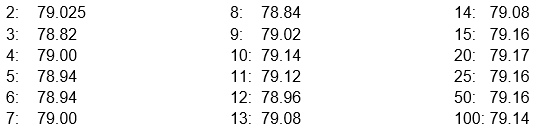 2: 79.025 8: 78.84 14: 79.08
3: 78.82 9: 79.02 15: 79.16
4: 79.00 10: 79.14 20: 79.17
5: 78.94 11: 79.12 25: 79.16
6: 78.94 12: 78.96 50: 79.16
7: 79.00 13: 79.08 100: 79.14